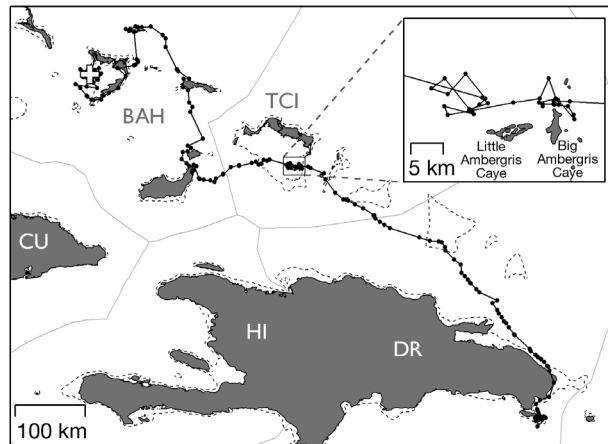 BAH
TCI
Little
Ambergris
Caye
Big
Ambergris
Caye
5 km
CU
HI
DR
100 km